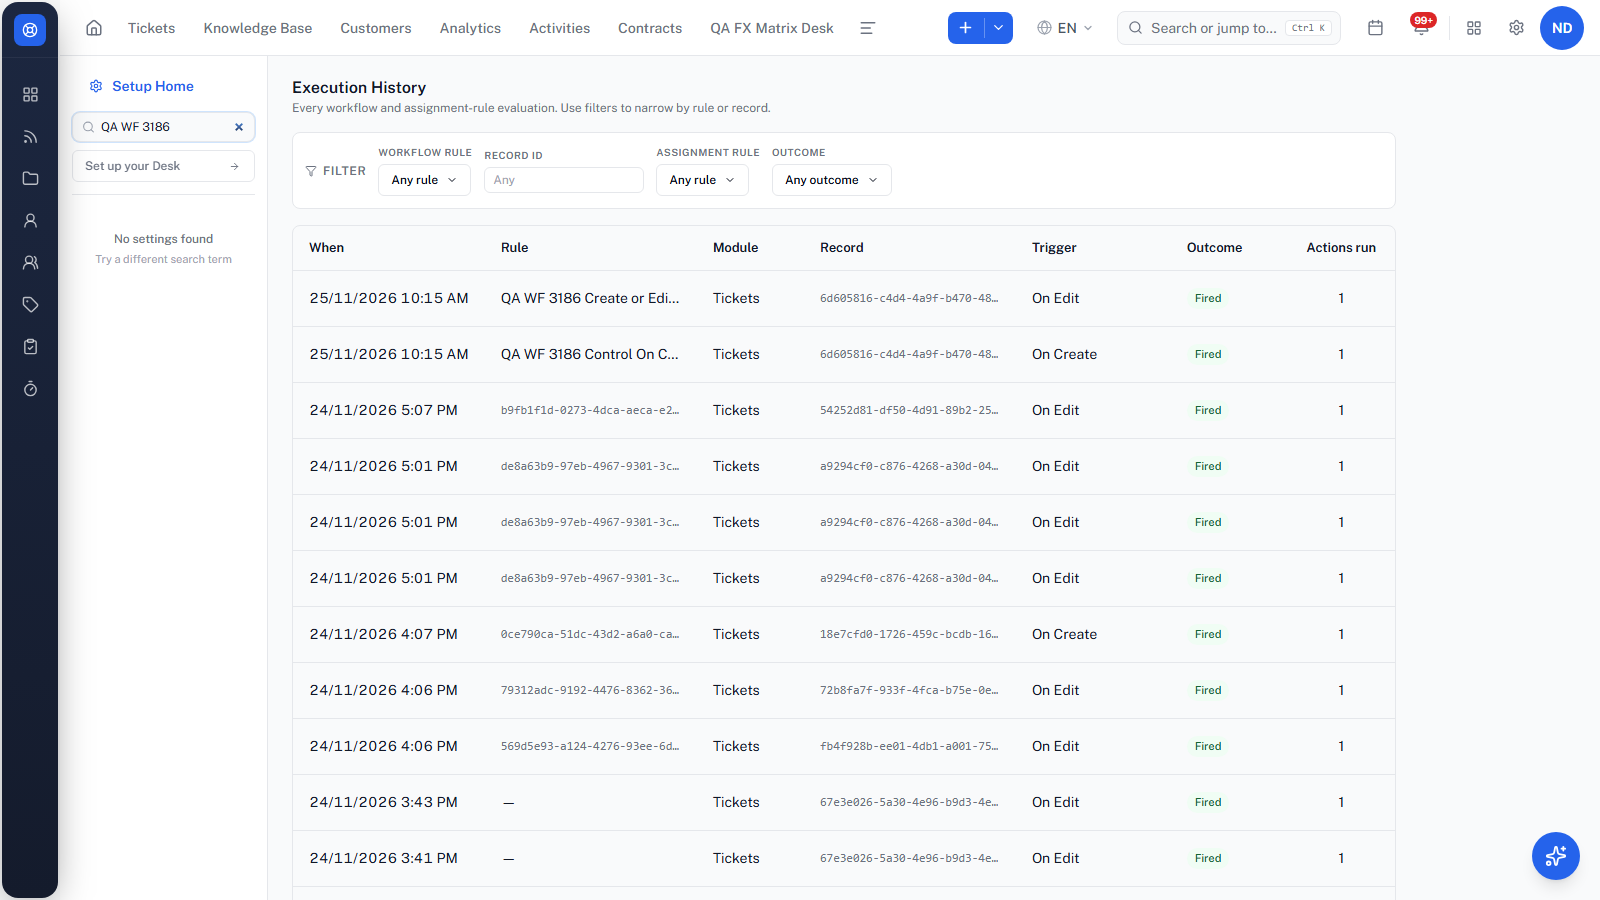 Tickets
Knowledge Base
Customers
Analytics
Activities
Contracts
QA FX Matrix Desk
EN
Search or jump to...
Ctrl K
99+
ND
Setup Home
QA WF 3186
Set up your Desk
No settings found
Try a different search term
Execution History
Every workflow and assignment-rule evaluation. Use filters to narrow by rule or record.
FILTER
WORKFLOW RULE
Any rule
RECORD ID
Any
ASSIGNMENT RULE
Any rule
OUTCOME
Any outcome
When Rule Module Record Trigger Outcome Actions run
25/11/2026 10:15 AM QA WF 3186 Create or Edi... Tickets 6d605816-c4d4-4a9f-b470-48... On Edit Fired 1
25/11/2026 10:15 AM QA WF 3186 Control On C... Tickets 6d605816-c4d4-4a9f-b470-48... On Create Fired 1
24/11/2026 5:07 PM b9fb1f1d-0273-4dca-aeca-e2... Tickets 54252d81-df50-4d91-89b2-25... On Edit Fired 1
24/11/2026 5:01 PM de8a63b9-97eb-4967-9301-3c... Tickets a9294cf0-c876-4268-a30d-04... On Edit Fired 1
24/11/2026 5:01 PM de8a63b9-97eb-4967-9301-3c... Tickets a9294cf0-c876-4268-a30d-04... On Edit Fired 1
24/11/2026 5:01 PM de8a63b9-97eb-4967-9301-3c... Tickets a9294cf0-c876-4268-a30d-04... On Edit Fired 1
24/11/2026 4:07 PM 0ce790ca-51dc-43d2-a6a0-ca... Tickets 18e7cfd0-1726-459c-bcdb-16... On Create Fired 1
24/11/2026 4:06 PM 79312adc-9192-4476-8362-36... Tickets 72b8fa7f-933f-4fca-b75e-0e... On Edit Fired 1
24/11/2026 4:06 PM 569d5e93-a124-4276-93ee-6d... Tickets fb4f928b-ee01-4db1-a001-75... On Edit Fired 1
24/11/2026 3:43 PM — Tickets 67e3e026-5a30-4e96-b9d3-4e... On Edit Fired 1
24/11/2026 3:41 PM — Tickets 67e3e026-5a30-4e96-b9d3-4e... On Edit Fired 1